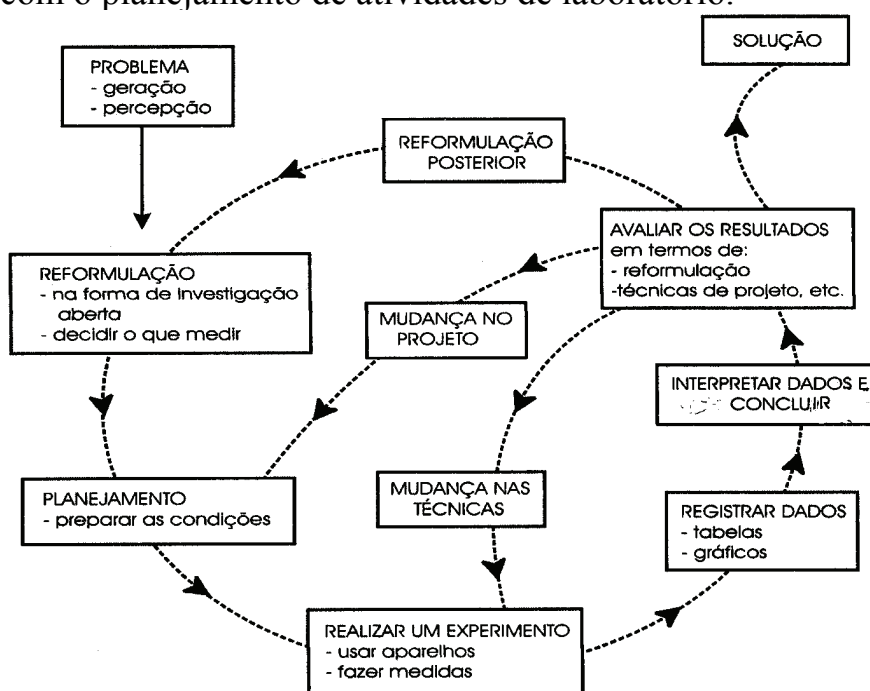 com o planejamento de atividades de laboratório.
SOLUÇÃO
PROBLEMA
- geração
- percepção
REFORMULAÇÃO
POSTERIOR
AVALIAR OS RESULTADOS
em termos de:
- reformulação
-técnicas de projeto, etc.
REFORMULAÇÃO
- na forma de investigação
aberta
- decidir o que medir
MUDANÇA NO
PROJETO
INTERPRETAR DADOS E
CONCLUIR
PLANEJAMENTO
- preparar as condições
MUDANÇA NAS
TÉCNICAS
REGISTRAR DADOS
- tabelas
- gráficos
REALIZAR UM EXPERIMENTO
- usar aparelhos
- fazer medidas